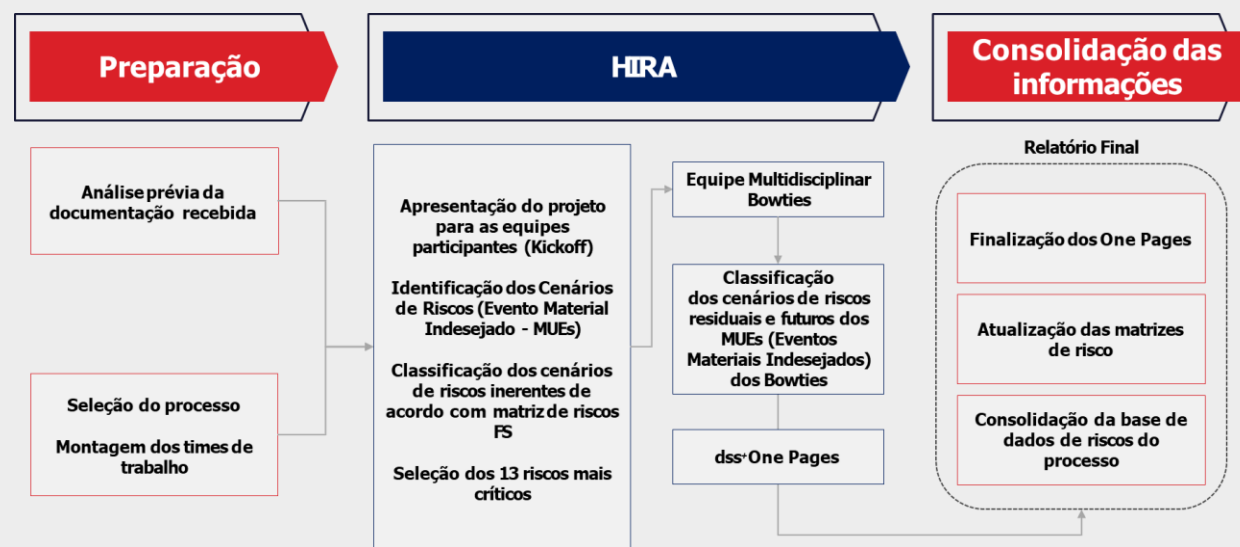 Preparação
HIRA
Consolidação das
informações
Análise prévia da
documentação recebida
Seleção do processo
Montagem dos times de
trabalho
Apresentação do projeto
para as equipes
participantes (Kickoff)
Identificação dos Cenários
de Riscos (Evento Material
Indesejado - MUEs)
Classificação dos cenários
de riscos inerentes de
acordo com matriz de riscos
FS
Seleção dos 13 riscos mais
críticos
Equipe Multidisciplinar
Bowties
Classificação
dos cenários de riscos
residuais e futuros dos
MUEs (Eventos
Materiais Indesejados)
dos Bowties
dss+ One Pages
Relatório Final
Finalização dos One Pages
Atualização das matrizes
de risco
Consolidação da base de
dados de riscos do
processo